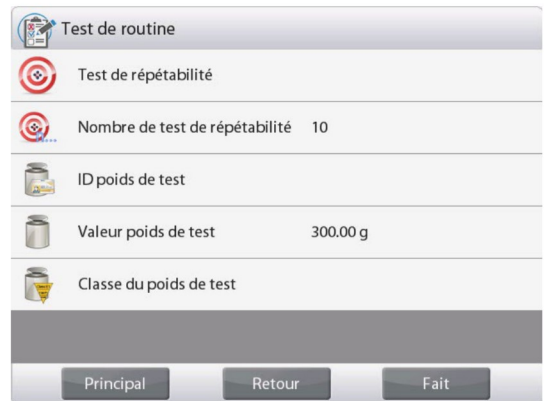 Test de routine
Test de répétabilité
Nombre de test de répétabilité 10
ID poids de test
Valeur poids de test 300.00 g
Classe du poids de test
Principal Retour Fait